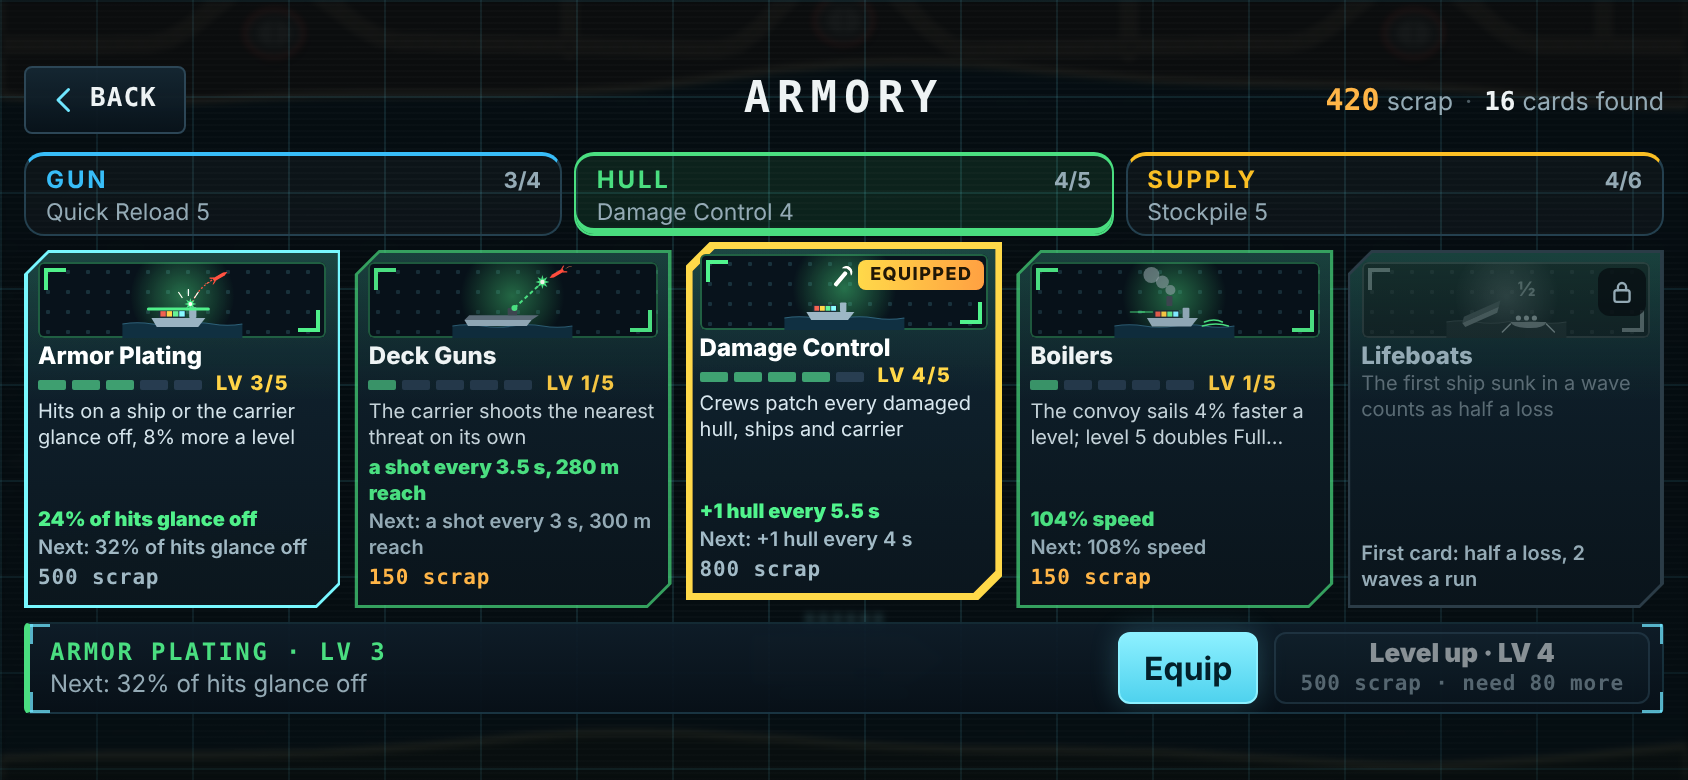 BACK
ARMORY
420 scrap · 16 cards found
GUN 3/4
Quick Reload 5
HULL 4/5
Damage Control 4
SUPPLY 4/6
Stockpile 5
Armor Plating
LV 3/5
Hits on a ship or the carrier
glance off, 8% more a level
24% of hits glance off
Next: 32% of hits glance off
500 scrap
Deck Guns
LV 1/5
The carrier shoots the nearest
threat on its own
a shot every 3.5 s, 280 m
reach
Next: a shot every 3 s, 300 m
reach
150 scrap
EQUIPPED
Damage Control
LV 4/5
Crews patch every damaged
hull, ships and carrier
+1 hull every 5.5 s
Next: +1 hull every 4 s
800 scrap
Boilers
LV 1/5
The convoy sails 4% faster a
level; level 5 doubles Full...
104% speed
Next: 108% speed
150 scrap
½
Lifeboats
The first ship sunk in a wave
counts as half a loss
First card: half a loss, 2
waves a run
ARMOR PLATING · LV 3
Next: 32% of hits glance off
Equip
Level up · LV 4
500 scrap · need 80 more